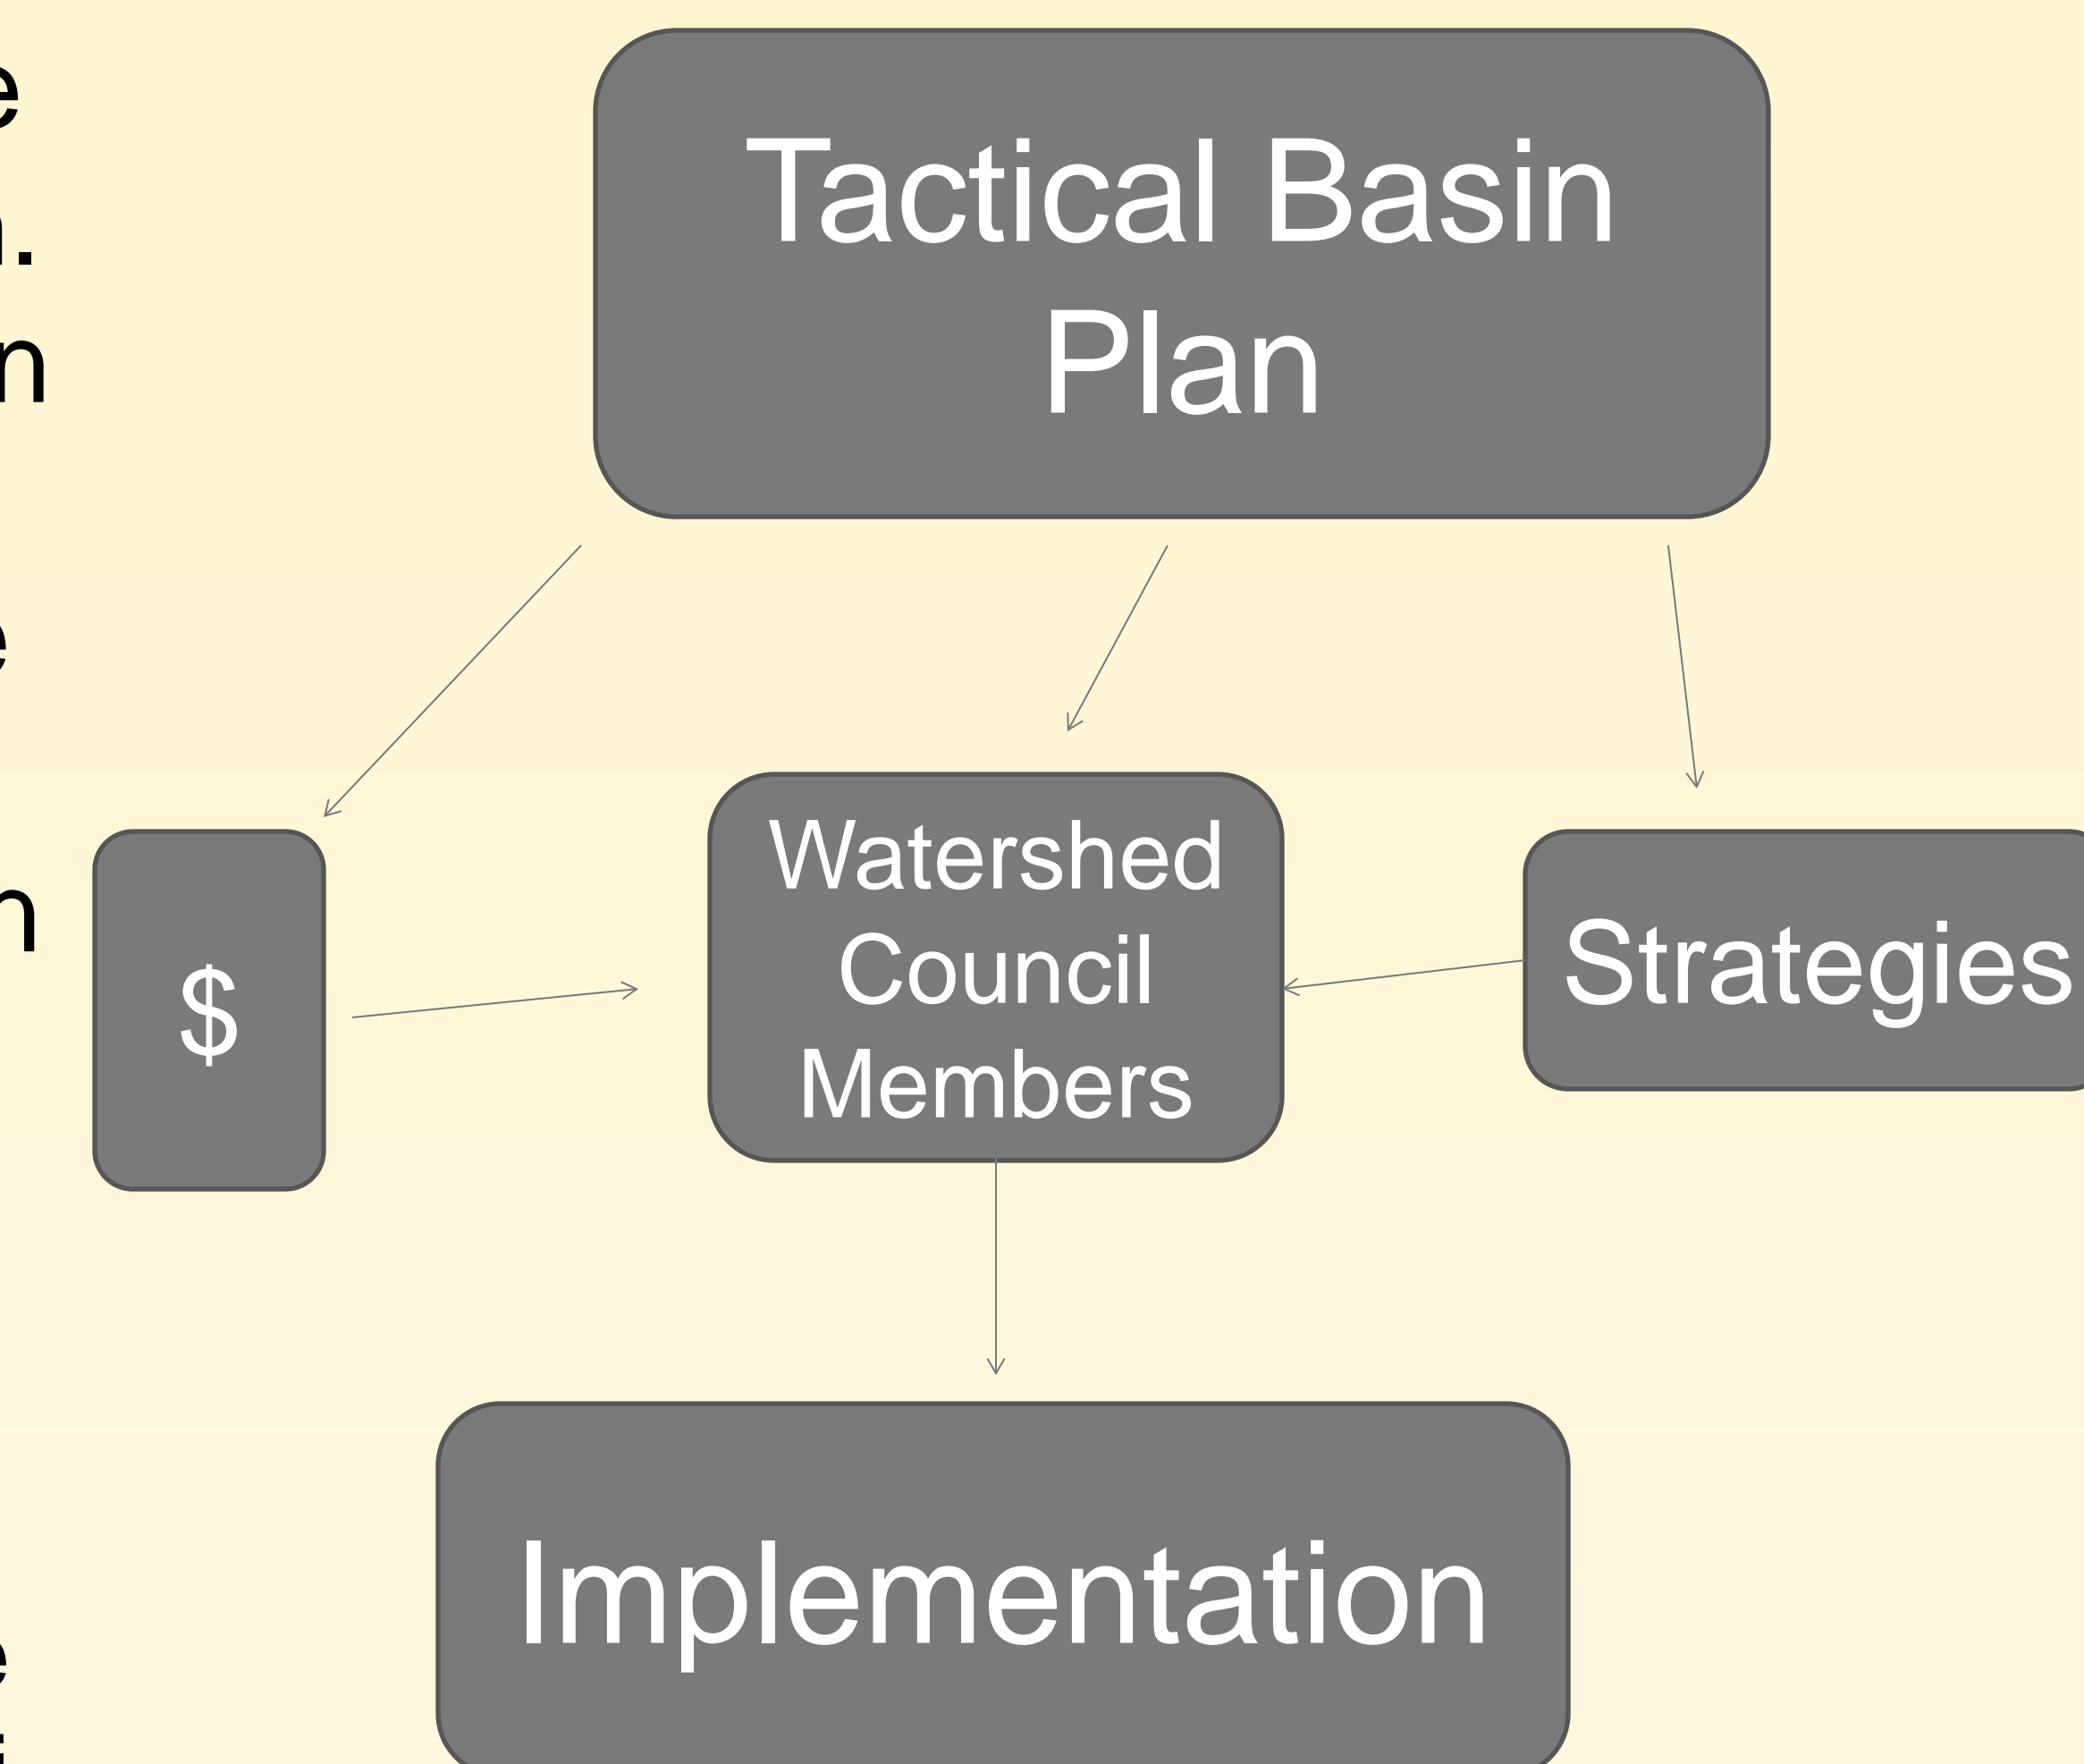 Tactical Basin
Plan
$
Watershed
Council
Members
Strategies
Implementation